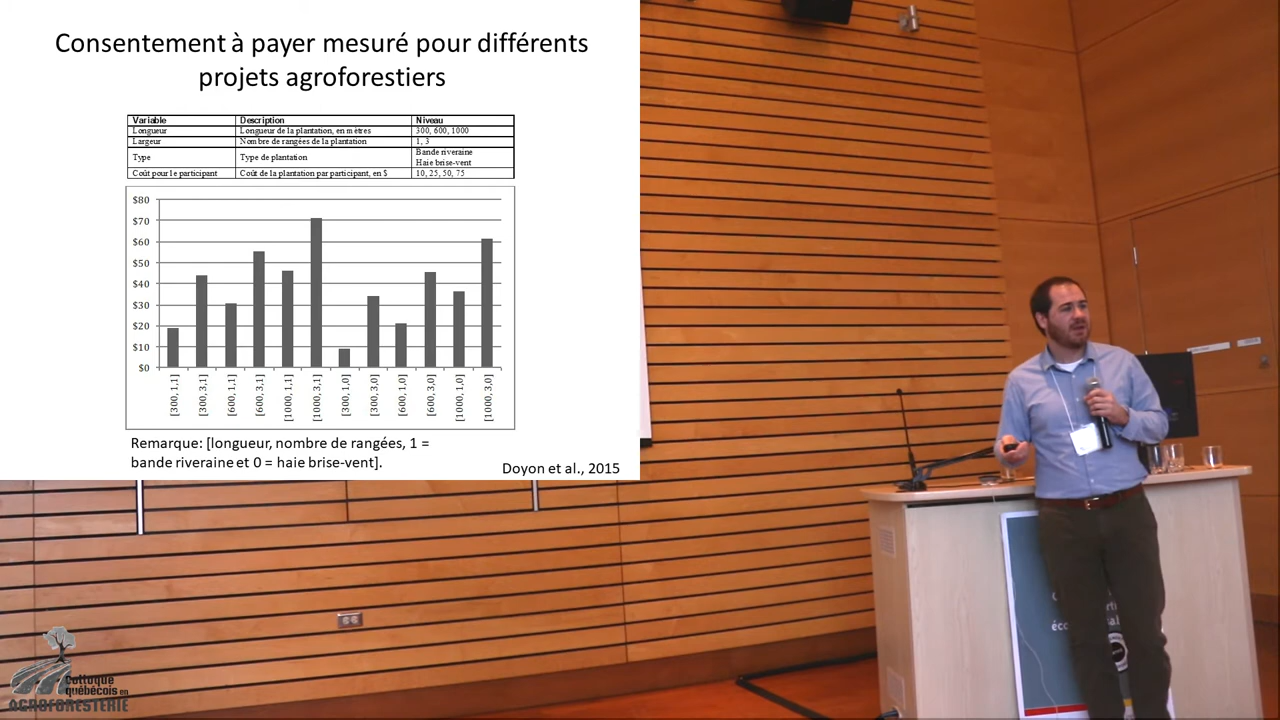 Consentement à payer mesuré pour différents
projets agroforestiers
Variable Description Niveau
Longueur Longueur de la plantation, en mètres 300, 600, 1000
Largeur Nombre de rangées de la plantation 1, 3
Type Type de plantation Bande riveraine
Haie brise-vent
Coût pour le participant Coût de la plantation par participant, en $ 10, 25, 50, 75
$80
$70
$60
$50
$40
$30
$20
$10
$0
[300,1,1] [300,3,1] [600,1,1] [600,3,1] [1000,1,1] [1000,3,1] [300,1,0] [300,3,0] [600,1,0] [600,3,0] [1000,1,0] [1000,3,0]
Remarque: [longueur, nombre de rangées, 1 =
bande riveraine et 0 = haie brise-vent].
Doyon et al., 2015
Colloque
québécois en
AGROFORESTERIE